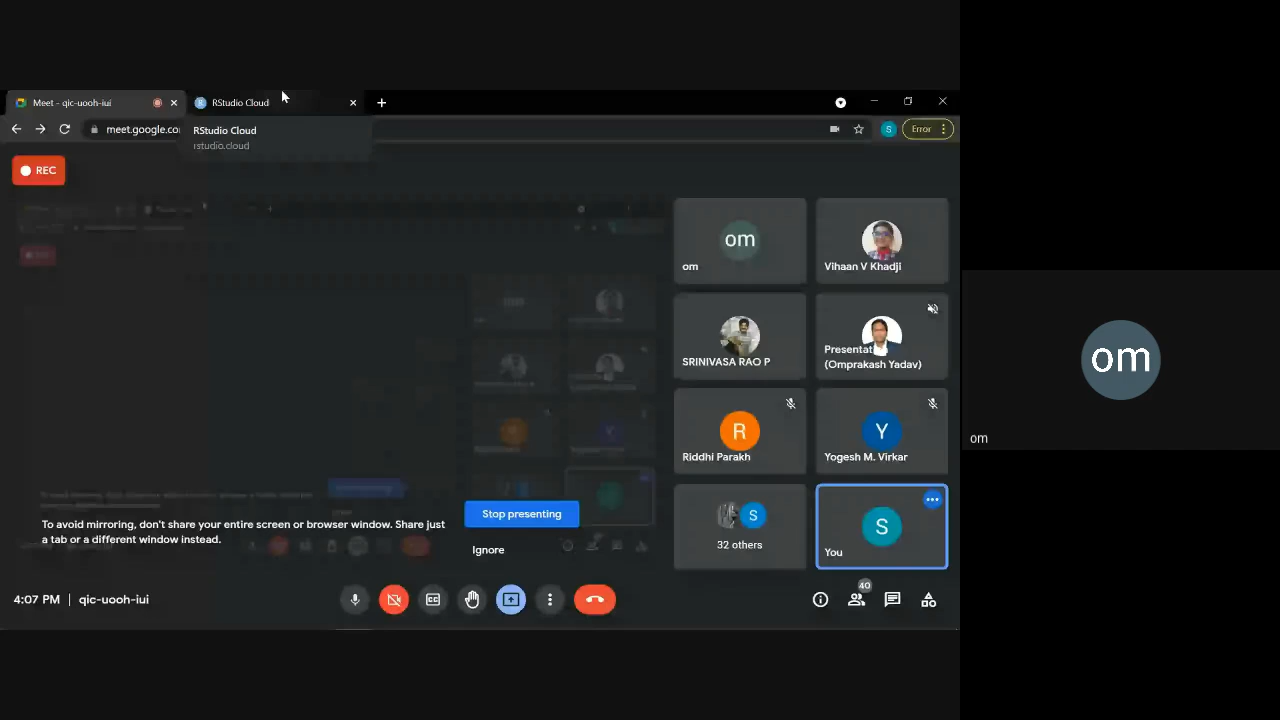 Meet - qic-uooh-iui
RStudio Cloud
meet.google.co
RStudio Cloud
rstudio.cloud
S
Error
REC
om
om
Vihaan V Khadji
SRINIVASA RAO P
Presentat
(Omprakash Yadav)
R
Riddhi Parakh
Y
Yogesh M. Virkar
S
32 others
S
You
To avoid mirroring, don't share your entire screen or browser window. Share just
a tab or a different window instead.
Stop presenting
Ignore
4:07 PM | qic-uooh-iui
CC
40
om
om